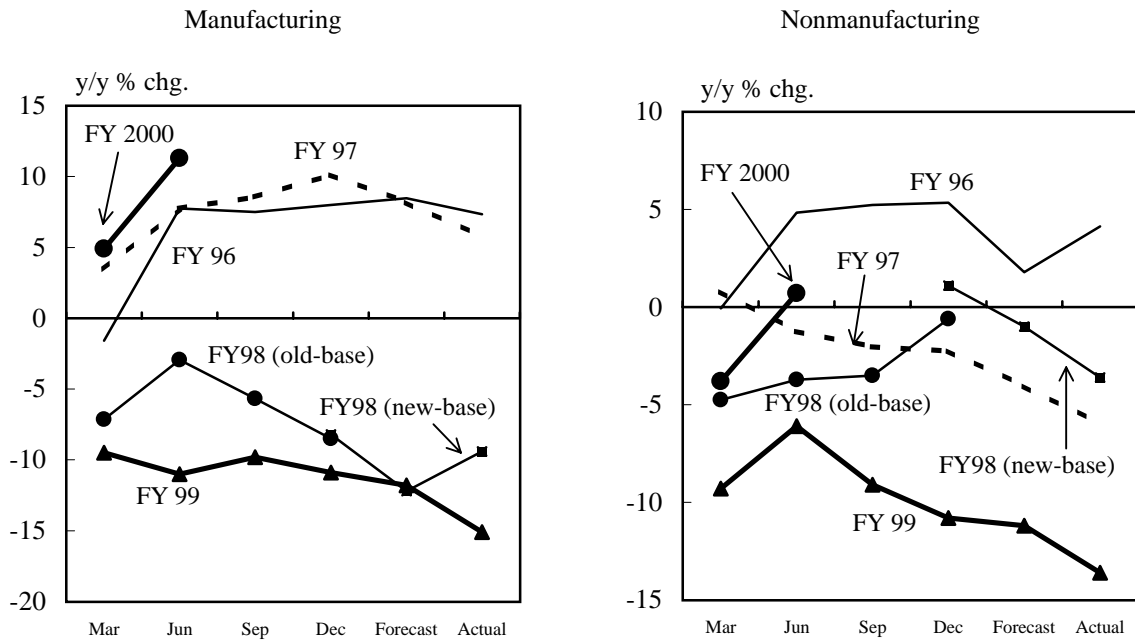 Manufacturing
y/y % chg.
15
10
5
0
-5
-10
-15
-20
FY 2000
FY 97
FY 96
FY98 (old-base)
FY98 (new-base)
FY 99
Mar Jun Sep Dec Forecast Actual
Nonmanufacturing
y/y % chg.
10
5
0
-5
-10
-15
FY 2000
FY 96
FY 97
FY98 (old-base)
FY98 (new-base)
FY 99
Mar Jun Sep Dec Forecast Actual